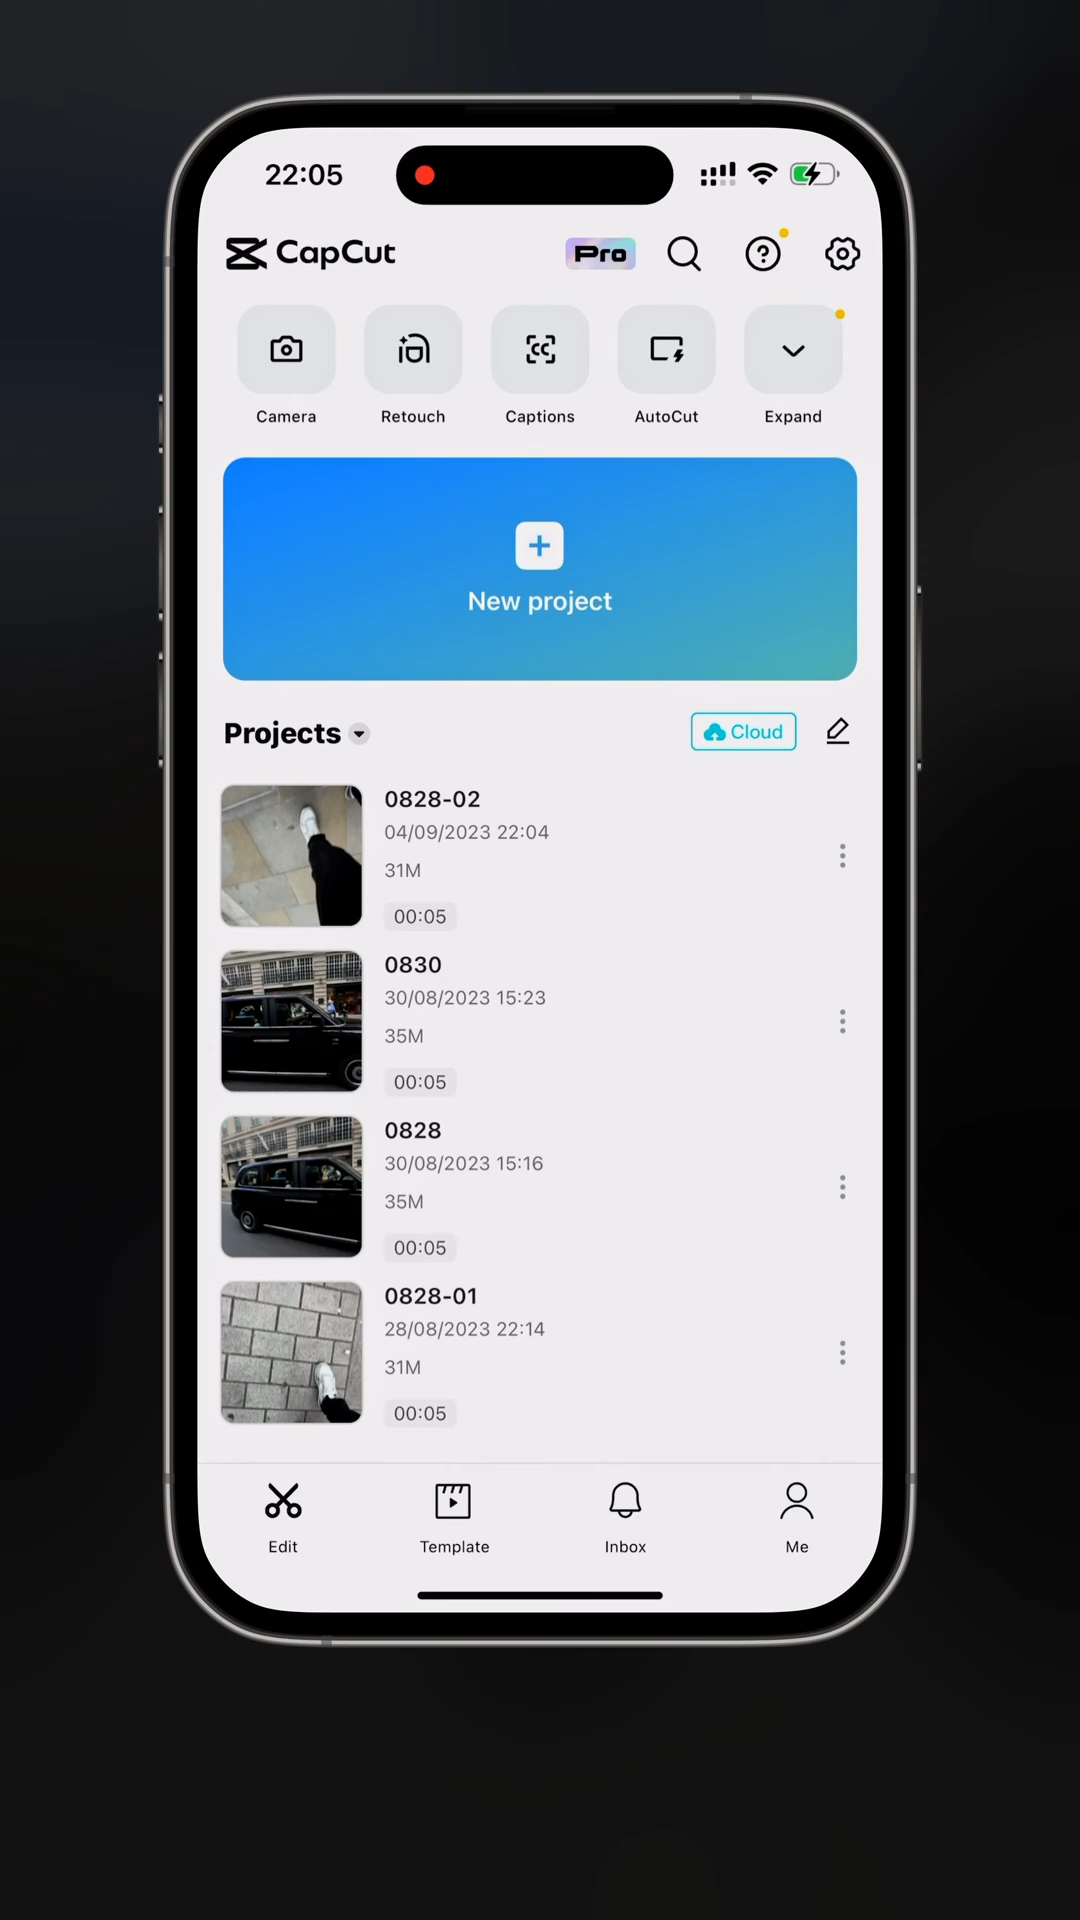 22:05
CapCut
Pro
Camera
Retouch
CC
Captions
AutoCut
Expand
New project
Projects
Cloud
0828-02
04/09/2023 22:04
31M
00:05
0830
30/08/2023 15:23
35M
00:05
0828
30/08/2023 15:16
35M
00:05
0828-01
28/08/2023 22:14
31M
00:05
Edit
Template
Inbox
Me